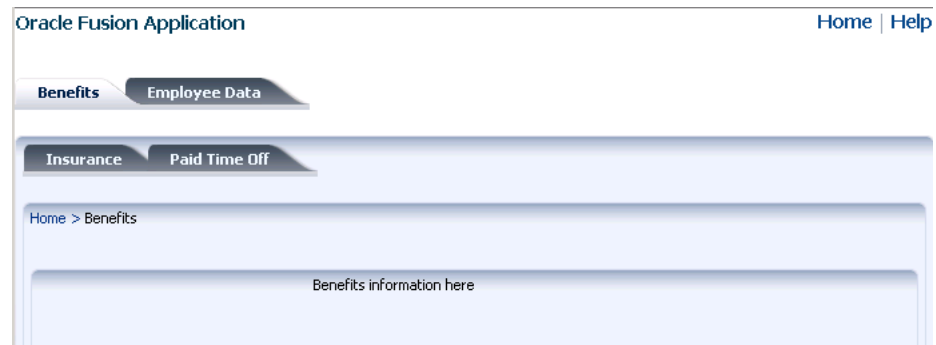 Oracle Fusion Application Home | Help
Benefits Employee Data
Insurance Paid Time Off
Home > Benefits
Benefits information here